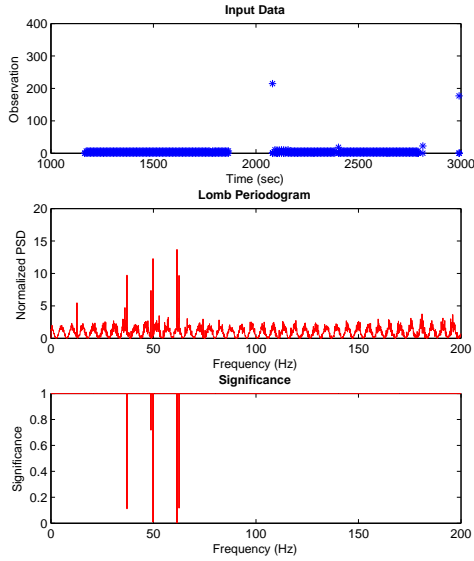 Input Data
400
300
200
100
0
Observation
1000 1500 2000 2500 3000
Time (sec)
Lomb Periodogram
20
15
10
5
0
Normalized PSD
0 50 100 150 200
Frequency (Hz)
Significance
1
0.8
0.6
0.4
0.2
0
Significance
0 50 100 150 200
Frequency (Hz)